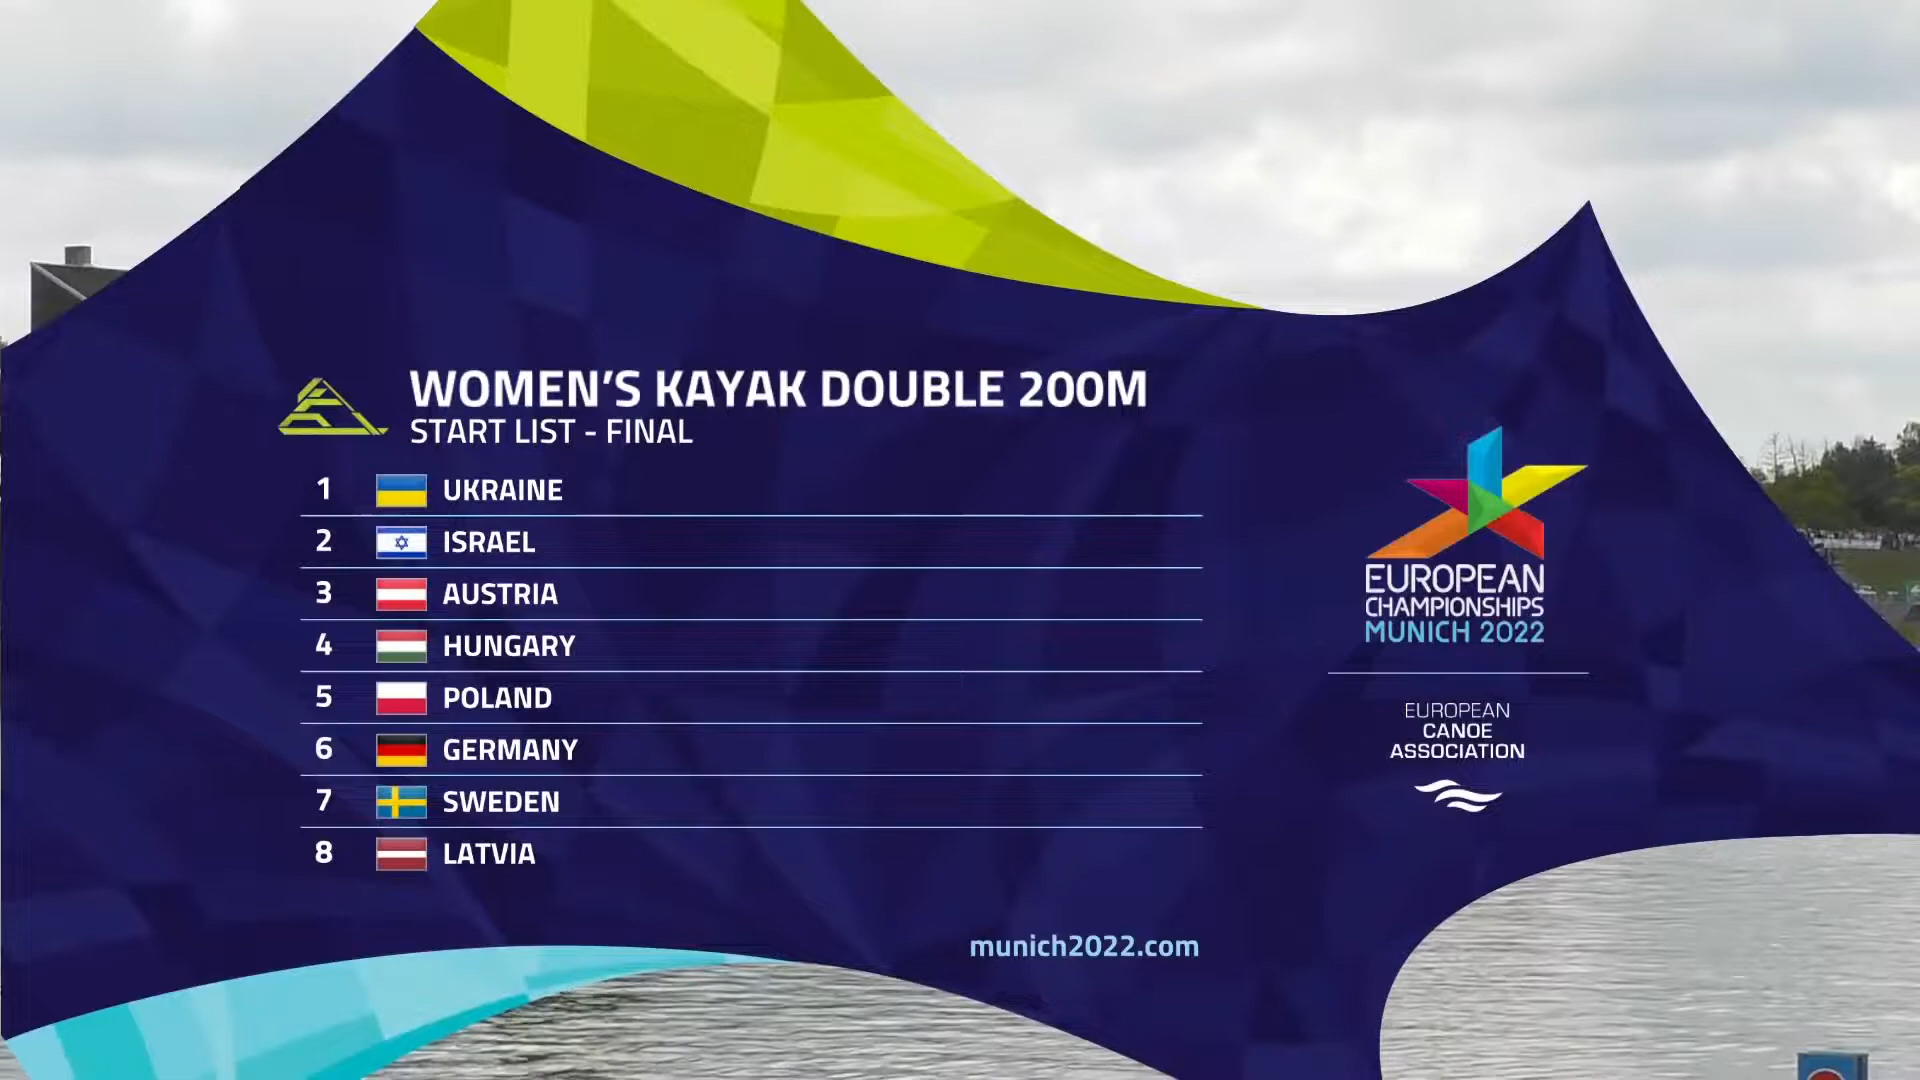 WOMEN'S KAYAK DOUBLE 200M
START LIST - FINAL
1 UKRAINE
2 ISRAEL
3 AUSTRIA
4 HUNGARY
5 POLAND
6 GERMANY
7 SWEDEN
8 LATVIA
munich2022.com
EUROPEAN
CHAMPIONSHIPS
MUNICH 2022
EUROPEAN
CANOE
ASSOCIATION